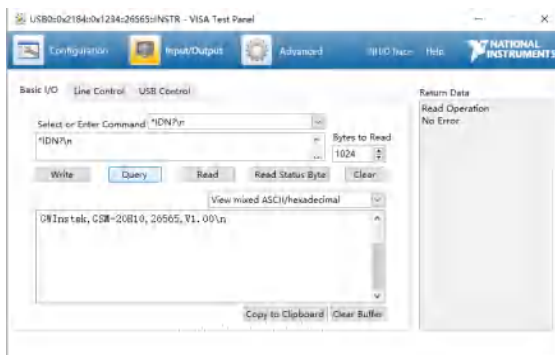 USB0::0x2184::0x1234::26565::INSTR - VISA Test Panel
Configuration
Input/Output
Advanced
NI I/O Trace
Help
NATIONAL INSTRUMENTS
Basic I/O
Line Control
USB Control
Return Data
Read Operation
No Error
Select or Enter Command
*IDN?\n
*IDN?\n
Bytes to Read
1024
Write
Query
Read
Read Status Byte
Clear
View mixed ASCII/hexadecimal
GWInstek,GSM-20H10,26565,V1.00\n
Copy to Clipboard
Clear Buffer